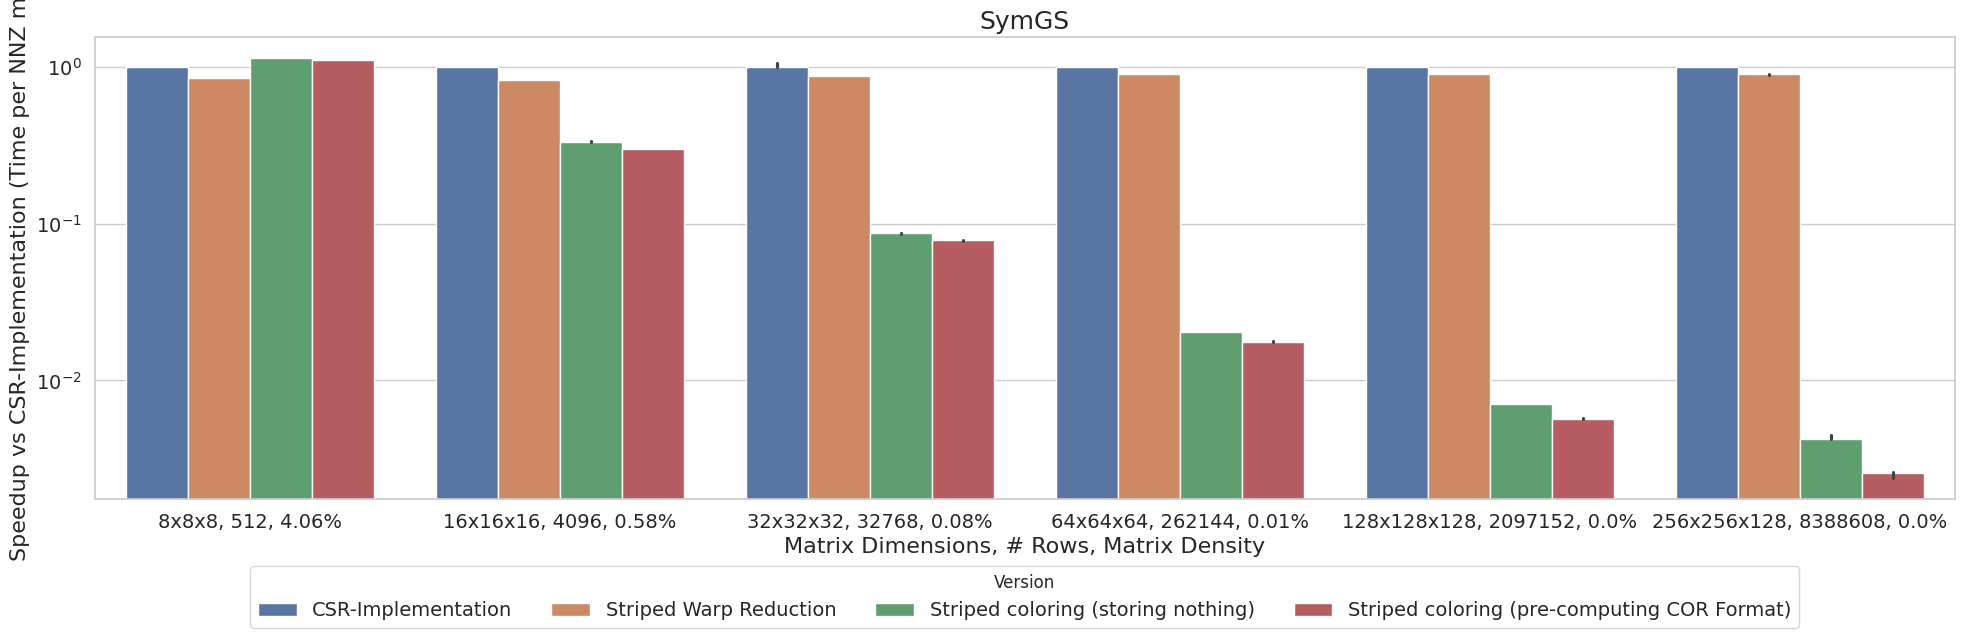 SymGS
Speedup vs CSR-Implementation (Time per NNZ
10⁰
10⁻¹
10⁻²
8x8x8, 512, 4.06%
16x16x16, 4096, 0.58%
32x32x32, 32768, 0.08%
64x64x64, 262144, 0.01%
128x128x128, 2097152, 0.0%
256x256x128, 8388608, 0.0%
Matrix Dimensions, # Rows, Matrix Density
Version
CSR-Implementation
Striped Warp Reduction
Striped coloring (storing nothing)
Striped coloring (pre-computing COR Format)